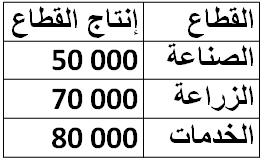 القطاع إنتاج القطاع
الصناعة 50 000
الزراعة 70 000
الخدمات 80 000